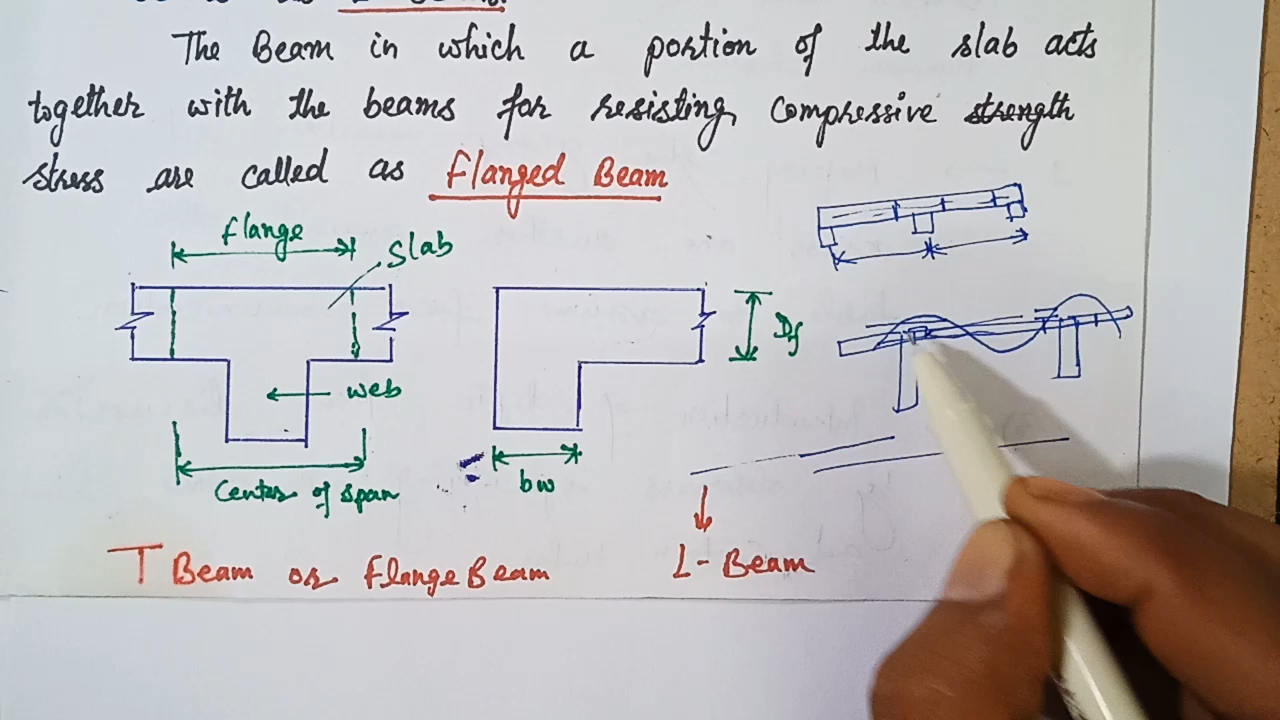 The Beam in which a portion of the slab acts
together with the beams for resisting compressive strength
stress are called as Flanged Beam
flange
slab
Df
web
bw
Center of span
T Beam or Flange Beam
L-Beam